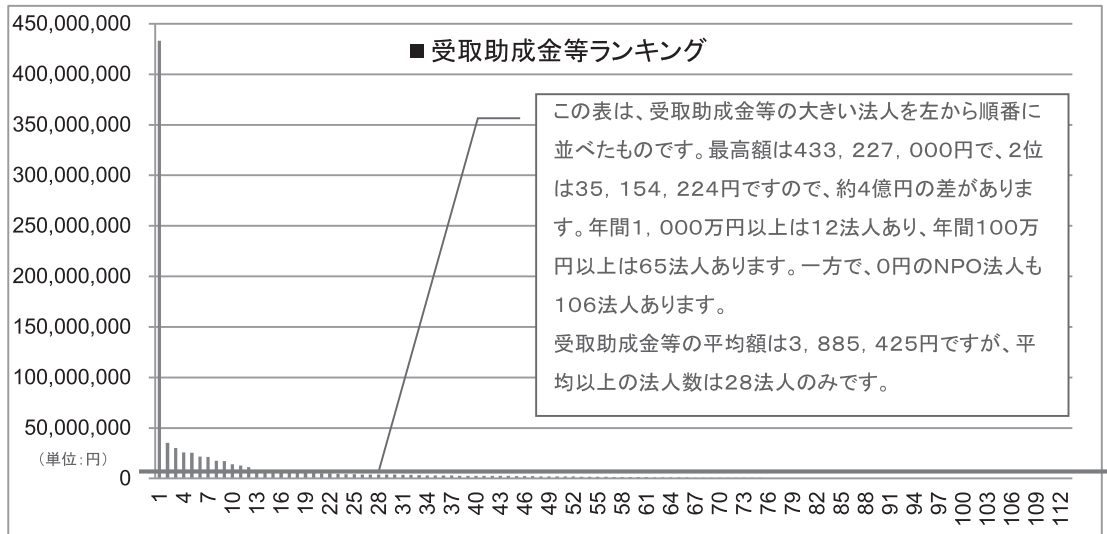 ■受取助成金等ランキング
450,000,000
400,000,000
350,000,000
300,000,000
250,000,000
200,000,000
150,000,000
100,000,000
50,000,000
（単位：円）
0
この表は、受取助成金等の大きい法人を左から順番に
並べたものです。最高額は433，227，000円で、2位
は35，154，224円ですので、約4億円の差がありま
す。年間1，000万円以上は12法人あり、年間100万
円以上は65法人あります。一方で、0円のNPO法人も
106法人あります。
受取助成金等の平均額は3，885，425円ですが、平
均以上の法人数は28法人のみです。
1 4 7 10 13 16 19 22 25 28 31 34 37 40 43 46 49 52 55 58 61 64 67 70 73 76 79 82 85 88 91 94 97 100 103 106 109 112